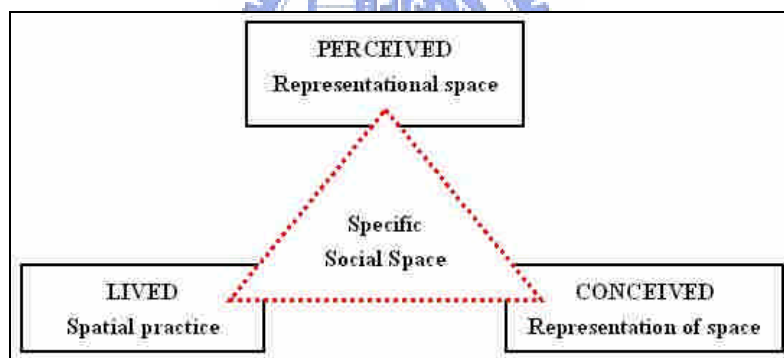 PERCEIVED
Representational space
Specific
Social Space
LIVED
Spatial practice
CONCEIVED
Representation of space